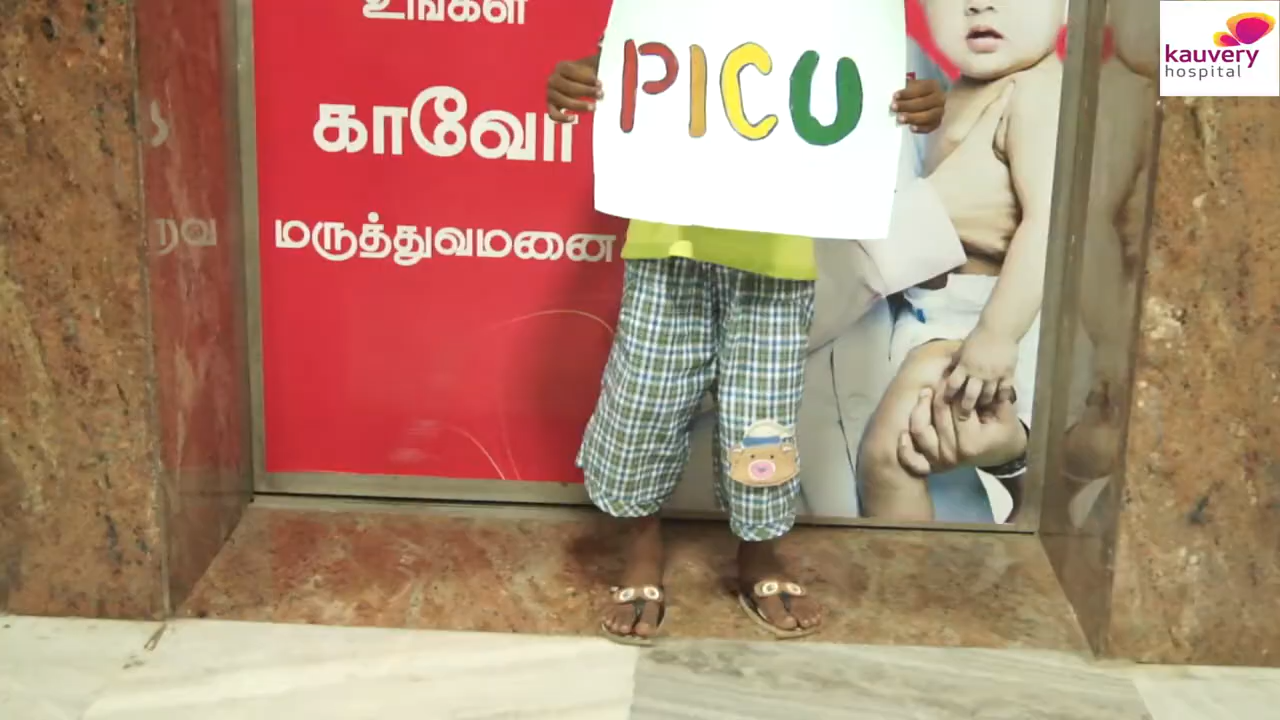 உங்கள்
காவேரி
மருத்துவமனை
PICU
kauvery
hospital